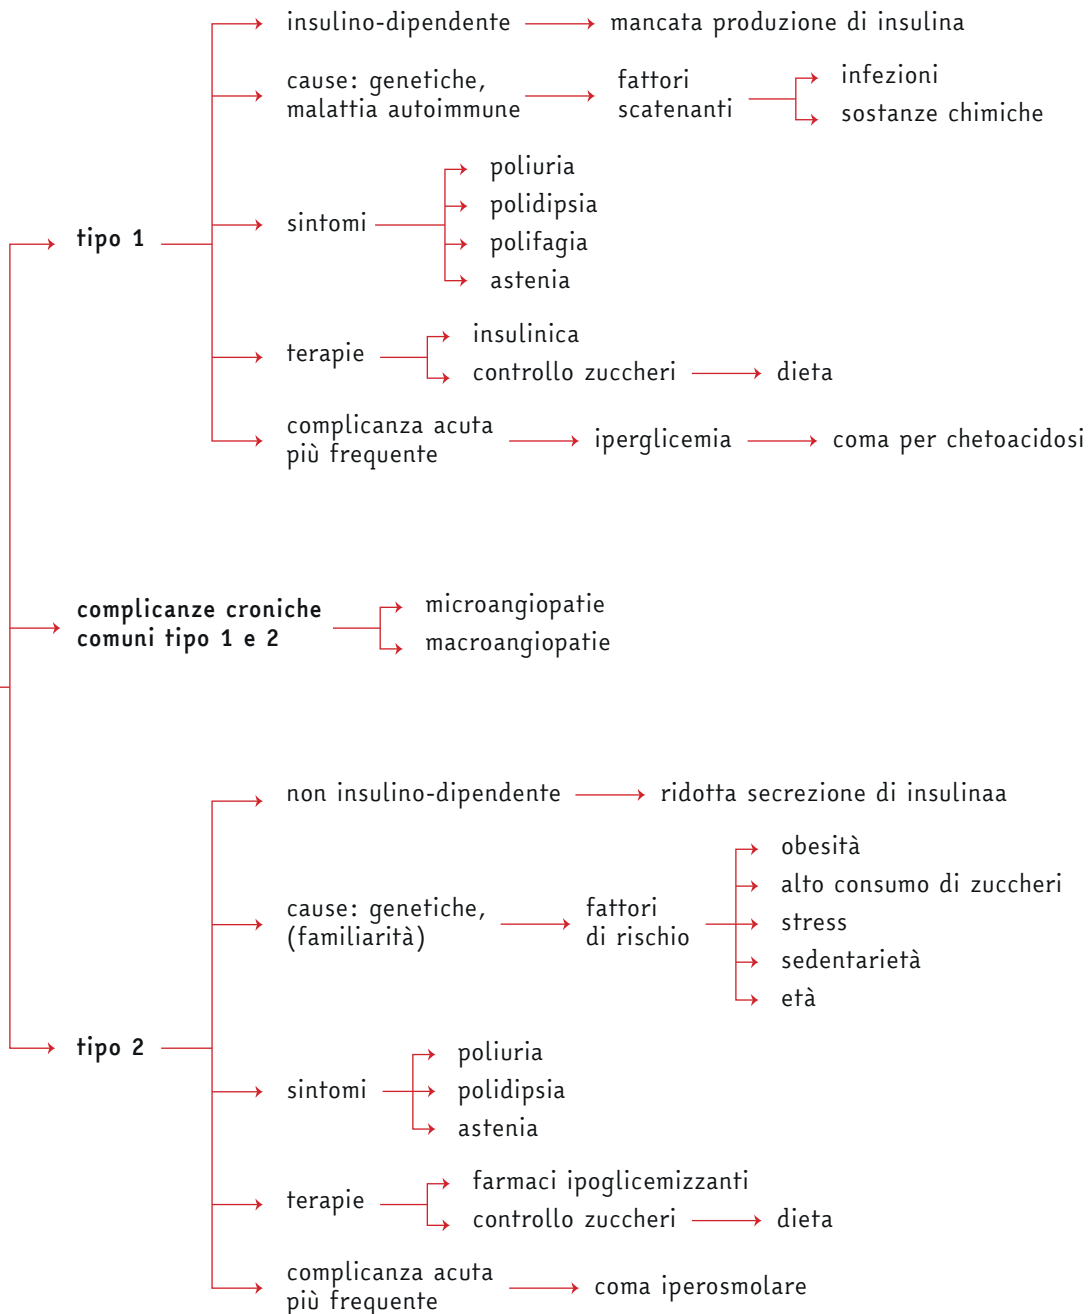 insulino-dipendente
mancata produzione di insulina
cause: genetiche,
malattia autoimmune
fattori
scatenanti
infezioni
sostanze chimiche
tipo 1
sintomi
poliuria
polidipsia
polifagia
astenia
terapie
insulinica
controllo zuccheri
dieta
complicanza acuta
più frequente
iperglicemia
coma per chetoacidosi
complicanze croniche
comuni tipo 1 e 2
microangiopatie
macroangiopatie
non insulino-dipendente
ridotta secrezione di insulinaa
cause: genetiche,
(familiarità)
fattori
di rischio
obesità
alto consumo di zuccheri
stress
sedentarietà
età
tipo 2
sintomi
poliuria
polidipsia
astenia
terapie
farmaci ipoglicemizzanti
controllo zuccheri
dieta
complicanza acuta
più frequente
coma iperosmolare